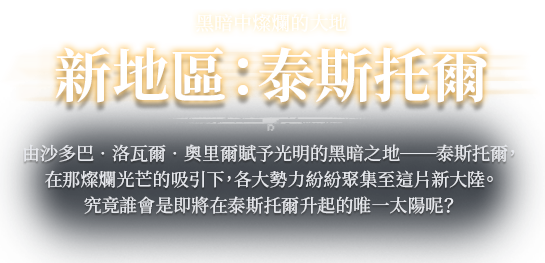 黑暗中燦爛的大地
新地區：泰斯托爾
由沙多巴．洛瓦爾．奧里爾賦予光明的黑暗之地——泰斯托爾，
在那燦爛光芒的吸引下，各大勢力紛紛聚集至這片新大陸。
究竟誰會是即將在泰斯托爾升起的唯一太陽呢？